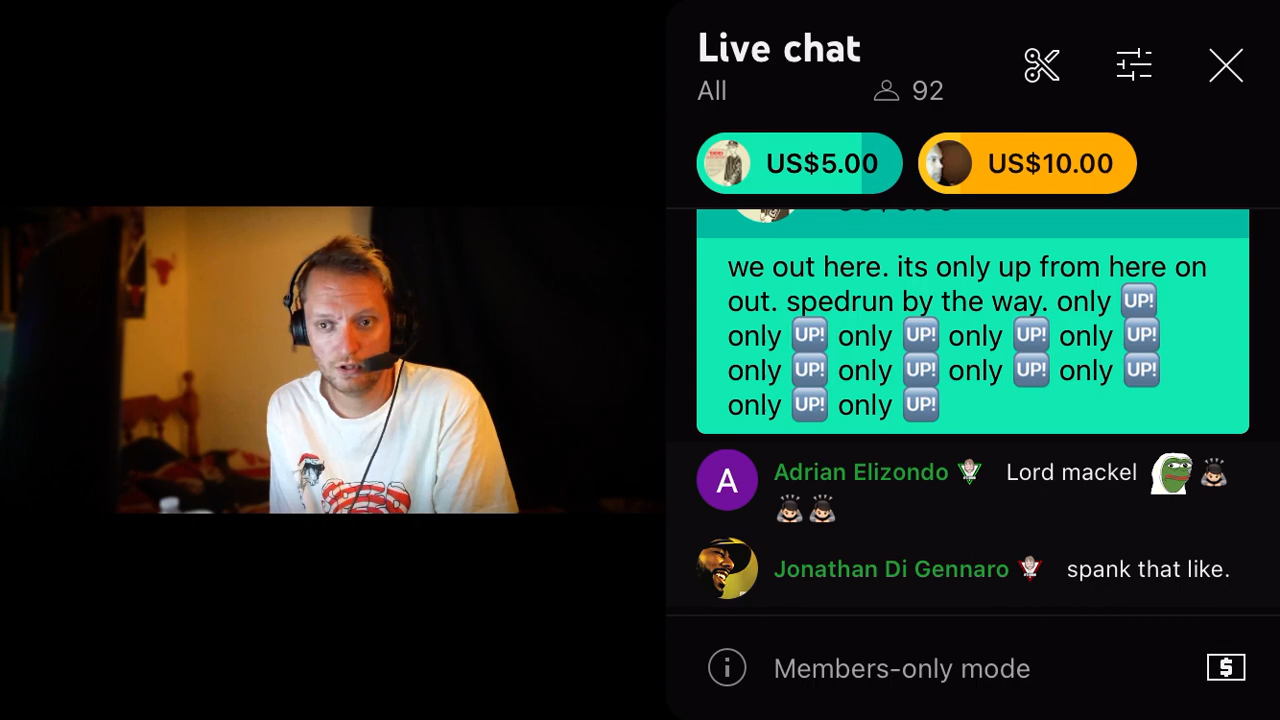 Live chat
All 92
US$5.00 US$10.00
we out here. its only up from here on
out. spedrun by the way. only UP!
only UP! only UP! only UP! only UP!
only UP! only UP! only UP! only UP!
only UP! only UP!
A Adrian Elizondo Lord mackel
Jonathan Di Gennaro spank that like.
Members-only mode